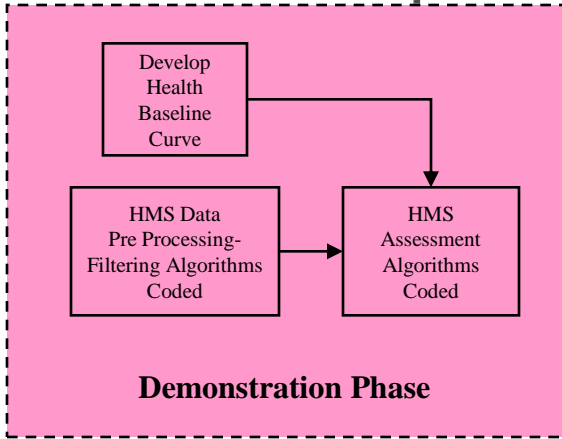 Develop
Health
Baseline
Curve
HMS Data
Pre Processing-
Filtering Algorithms
Coded
HMS
Assessment
Algorithms
Coded
Demonstration Phase